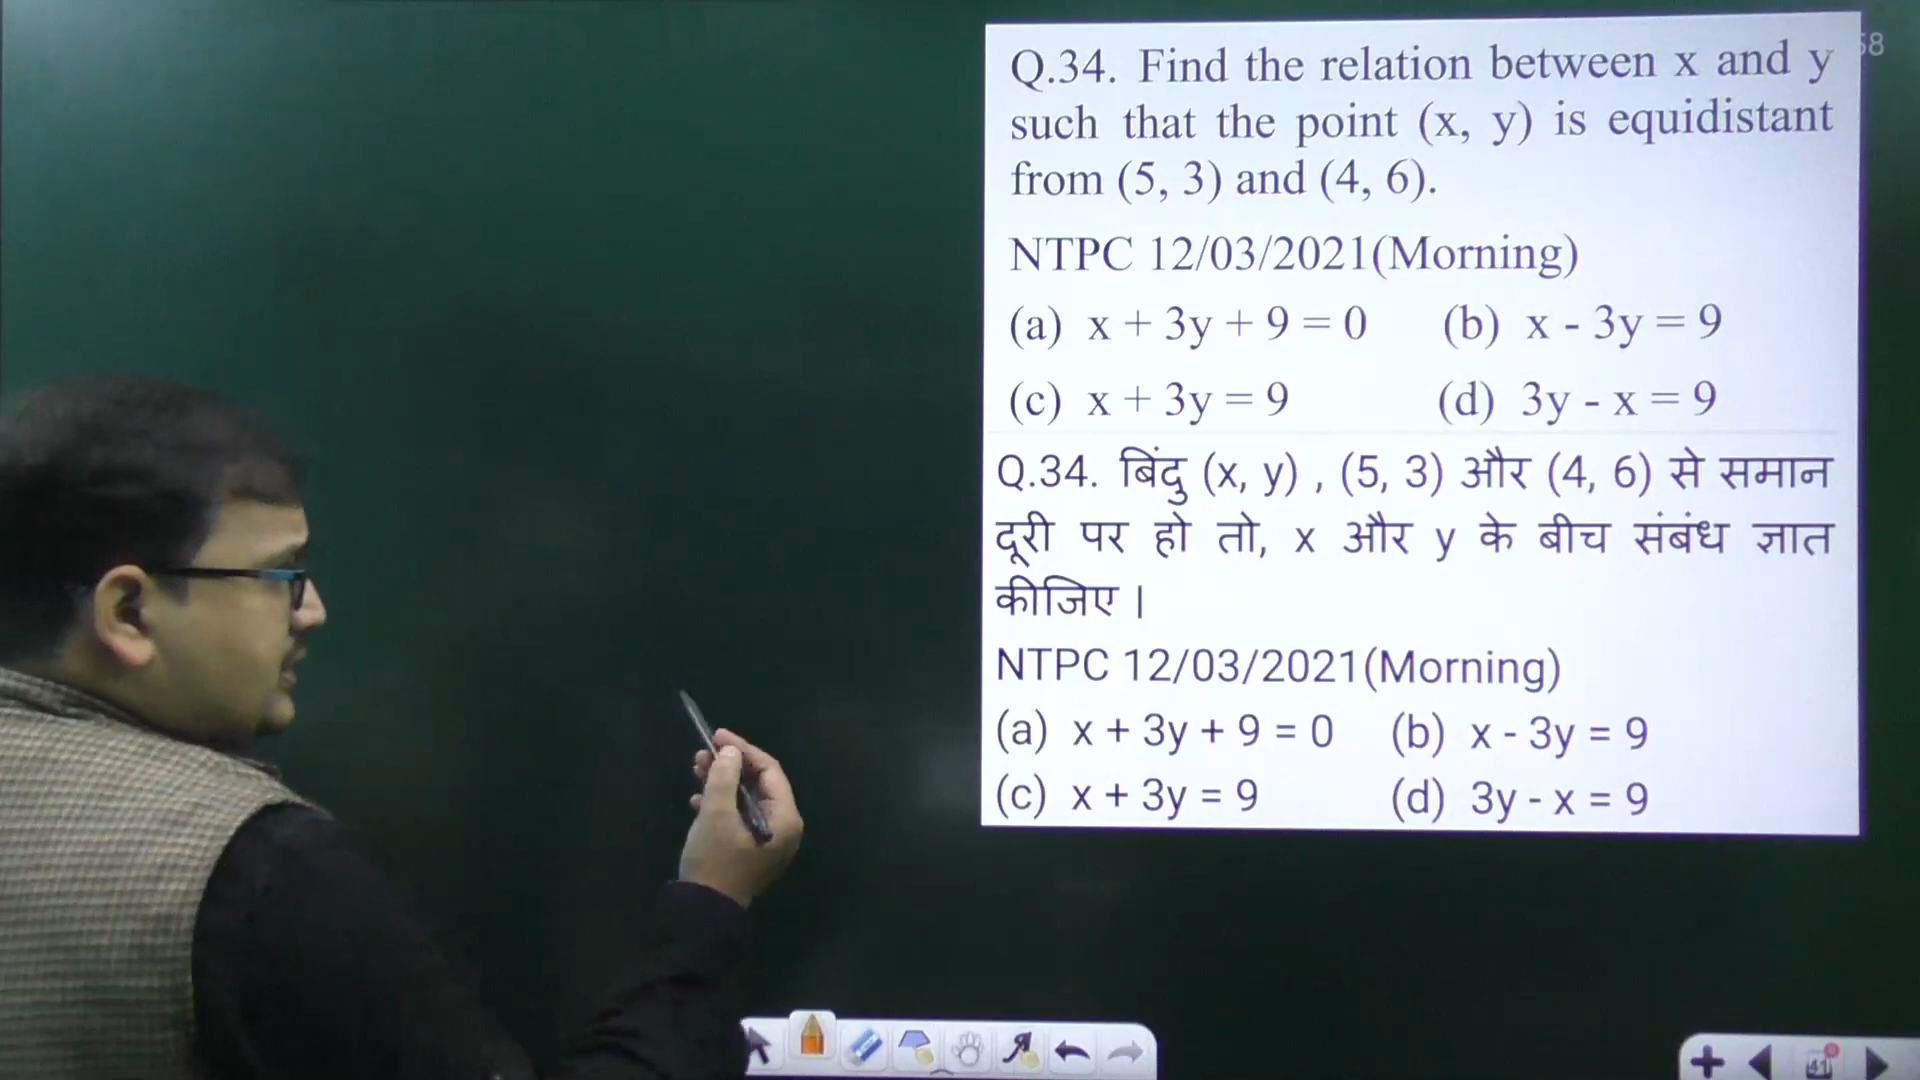 Q.34. Find the relation between x and y
such that the point (x, y) is equidistant
from (5, 3) and (4, 6).
NTPC 12/03/2021(Morning)
(a) x + 3y + 9 = 0 (b) x - 3y = 9
(c) x + 3y = 9 (d) 3y - x = 9
Q.34. बिंदु (x, y) , (5, 3) और (4, 6) से समान
दूरी पर हो तो, x और y के बीच संबंध ज्ञात
कीजिए ।
NTPC 12/03/2021(Morning)
(a) x + 3y + 9 = 0 (b) x - 3y = 9
(c) x + 3y = 9 (d) 3y - x = 9
41